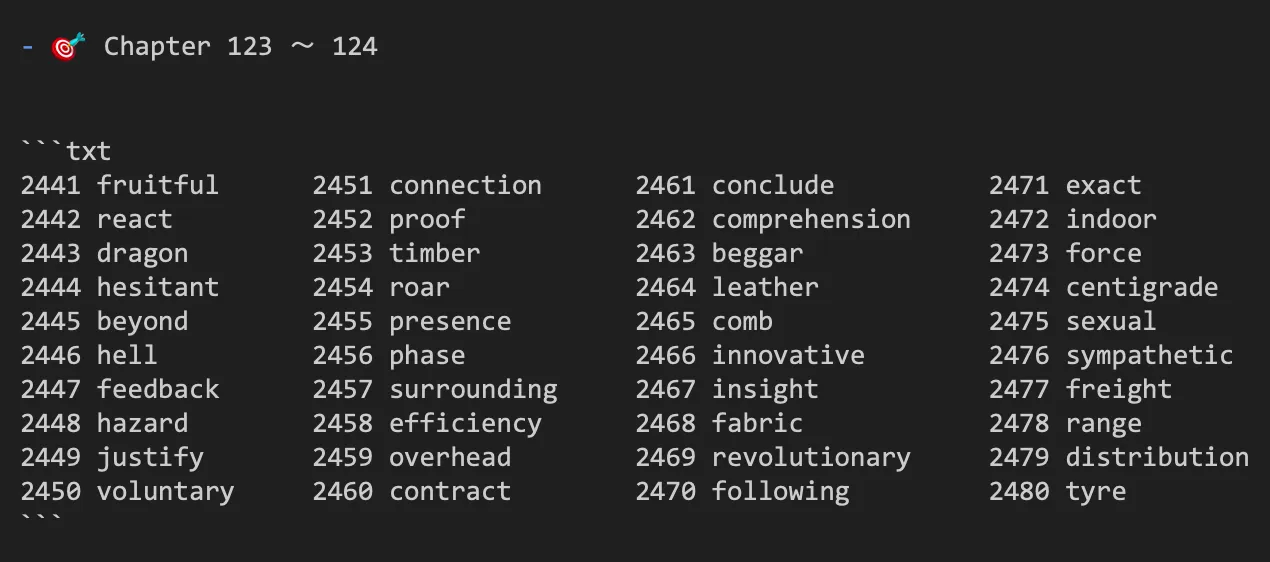 - 🎯 Chapter 123 ～ 124
```txt
2441 fruitful      2451 connection      2461 conclude          2471 exact
2442 react         2452 proof           2462 comprehension     2472 indoor
2443 dragon        2453 timber          2463 beggar            2473 force
2444 hesitant      2454 roar            2464 leather           2474 centigrade
2445 beyond        2455 presence        2465 comb              2475 sexual
2446 hell          2456 phase           2466 innovative        2476 sympathetic
2447 feedback      2457 surrounding     2467 insight           2477 freight
2448 hazard        2458 efficiency      2468 fabric            2478 range
2449 justify       2459 overhead        2469 revolutionary     2479 distribution
2450 voluntary     2460 contract        2470 following         2480 tyre
```